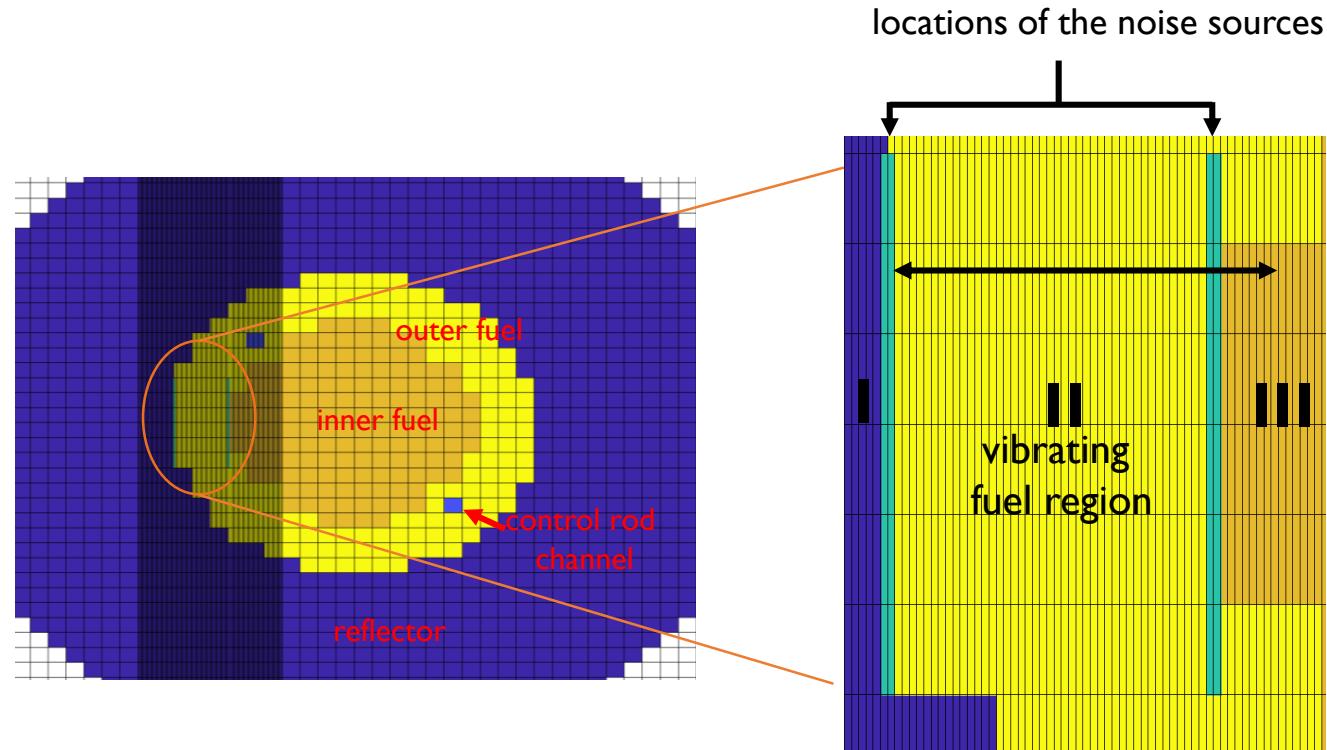 locations of the noise sources
outer fuel
inner fuel
control rod
channel
reflector
I
II
III
vibrating
fuel region